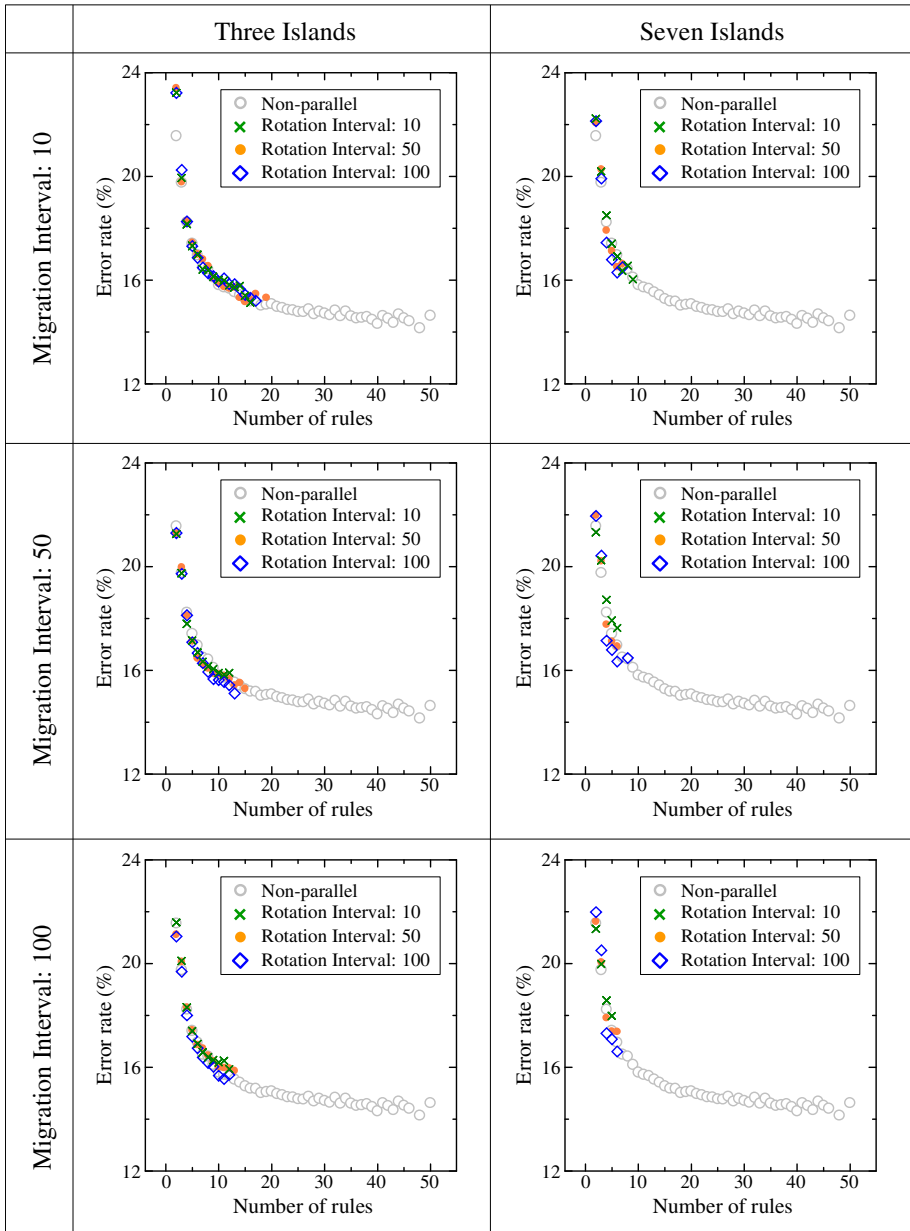 Three Islands
Seven Islands
Migration Interval: 10
24
20
16
12
Error rate (%)
Non-parallel
Rotation Interval: 10
Rotation Interval: 50
Rotation Interval: 100
0 10 20 30 40 50
Number of rules
24
20
16
12
Error rate (%)
Non-parallel
Rotation Interval: 10
Rotation Interval: 50
Rotation Interval: 100
0 10 20 30 40 50
Number of rules
Migration Interval: 50
24
20
16
12
Error rate (%)
Non-parallel
Rotation Interval: 10
Rotation Interval: 50
Rotation Interval: 100
0 10 20 30 40 50
Number of rules
24
20
16
12
Error rate (%)
Non-parallel
Rotation Interval: 10
Rotation Interval: 50
Rotation Interval: 100
0 10 20 30 40 50
Number of rules
Migration Interval: 100
24
20
16
12
Error rate (%)
Non-parallel
Rotation Interval: 10
Rotation Interval: 50
Rotation Interval: 100
0 10 20 30 40 50
Number of rules
24
20
16
12
Error rate (%)
Non-parallel
Rotation Interval: 10
Rotation Interval: 50
Rotation Interval: 100
0 10 20 30 40 50
Number of rules